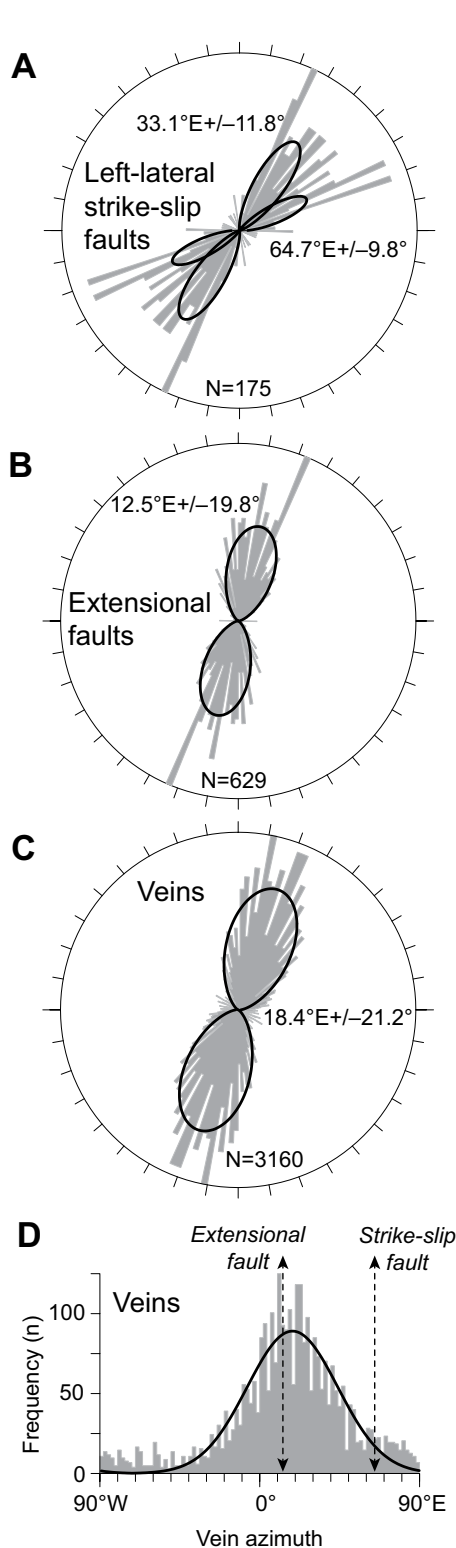 A
33.1°E+/–11.8°
Left-lateral
strike-slip
faults
64.7°E+/–9.8°
N=175
B
12.5°E+/–19.8°
Extensional
faults
N=629
C
Veins
18.4°E+/–21.2°
N=3160
D
Extensional
fault
Strike-slip
fault
Veins
100
50
0
Frequency (n)
90°W
0°
90°E
Vein azimuth